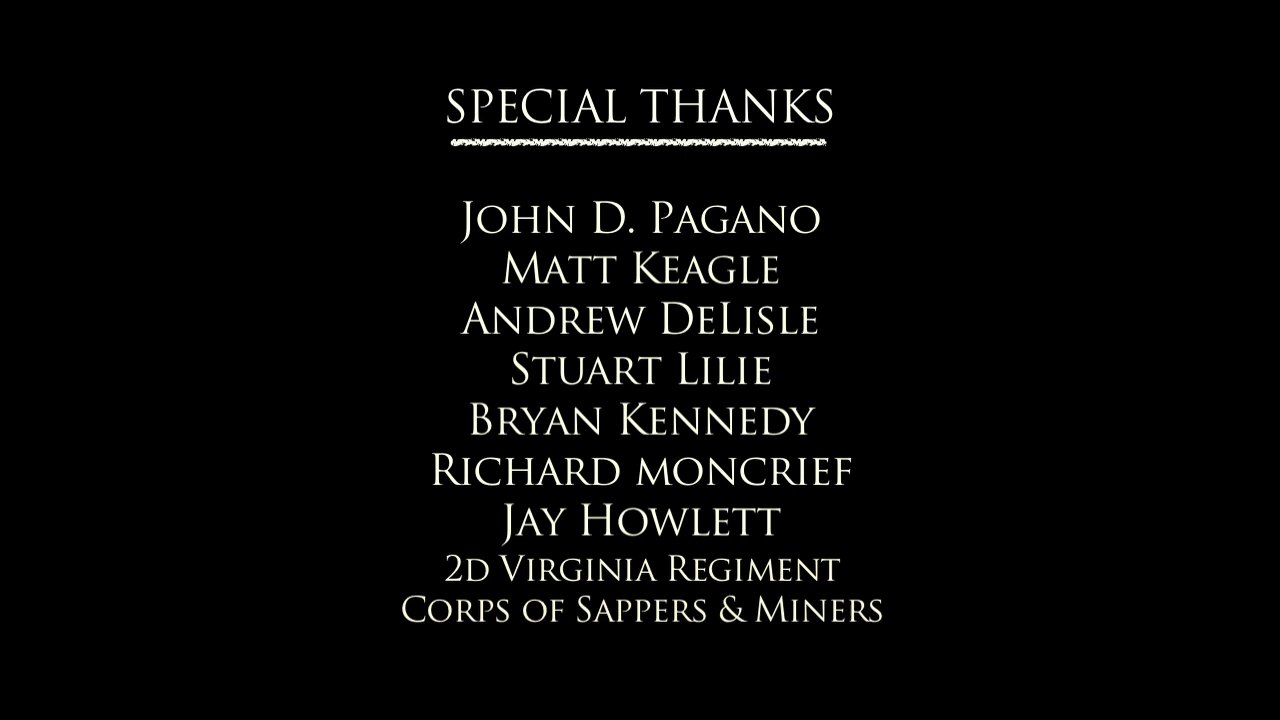 SPECIAL THANKS
JOHN D. PAGANO
MATT KEAGLE
ANDREW DELISLE
STUART LILIE
BRYAN KENNEDY
RICHARD MONCRIEF
JAY HOWLETT
2D VIRGINIA REGIMENT
CORPS OF SAPPERS & MINERS